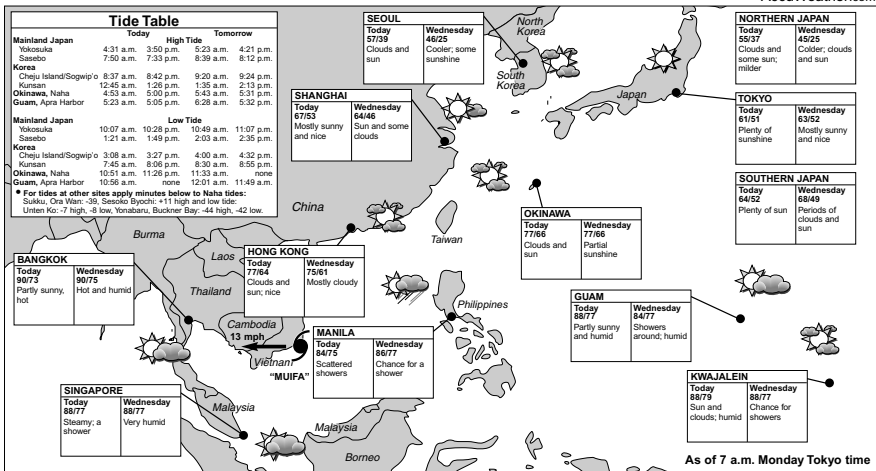 Tide Table
Today Tomorrow
Mainland Japan High Tide
Yokosuka 4:31 a.m. 3:50 p.m. 5:23 a.m. 4:21 p.m.
Sasebo 7:50 a.m. 7:33 p.m. 8:39 a.m. 8:12 p.m.
Korea
Cheju Island/Sogwip'o 8:37 a.m. 8:42 p.m. 9:20 a.m. 9:24 p.m.
Kunsan 12:45 a.m. 1:26 p.m. 1:35 a.m. 2:13 p.m.
Okinawa, Naha 4:53 a.m. 5:00 p.m. 5:43 a.m. 5:31 p.m.
Guam, Apra Harbor 5:23 a.m. 5:05 p.m. 6:28 a.m. 5:32 p.m.
Mainland Japan Low Tide
Yokosuka 10:07 a.m. 10:28 p.m. 10:49 a.m. 11:07 p.m.
Sasebo 1:21 a.m. 1:49 p.m. 2:03 a.m. 2:35 p.m.
Korea
Cheju Island/Sogwip'o 3:08 a.m. 3:27 p.m. 4:00 a.m. 4:32 p.m.
Kunsan 7:45 a.m. 8:06 p.m. 8:30 a.m. 8:55 p.m.
Okinawa, Naha 10:51 a.m. 11:26 p.m. 11:33 a.m. none
Guam, Apra Harbor 10:56 a.m. none 12:01 a.m. 11:49 a.m.
• For tides at other sites apply minutes below to Naha tides:
Sukku, Ora Wan: -39, Sesoko Byochi: +11 high and low tide:
Unten Ko: -7 high, -8 low, Yonabaru, Buckner Bay: -44 high, -42 low.
SEOUL
Today Wednesday
57/39 46/25
Clouds and Cooler; some
sun sunshine
North
Korea
South
Korea
Japan
NORTHERN JAPAN
Today Wednesday
55/37 45/25
Clouds and Colder; clouds
some sun; and sun
milder
SHANGHAI
Today Wednesday
67/53 64/46
Mostly sunny Sun and some
and nice clouds
TOKYO
Today Wednesday
61/51 63/52
Plenty of Mostly sunny
sunshine and nice
SOUTHERN JAPAN
Today Wednesday
64/52 68/49
Plenty of sun Periods of
clouds and
sun
China
Taiwan
OKINAWA
Today Wednesday
77/66 77/66
Clouds and Partial
sun sunshine
Burma
Laos
Thailand
Cambodia
Vietnam
BANGKOK
Today Wednesday
90/73 90/75
Partly sunny, Hot and humid
hot
HONG KONG
Today Wednesday
77/64 75/61
Clouds and Mostly cloudy
sun; nice
Philippines
GUAM
Today Wednesday
88/77 84/77
Partly sunny Showers
and humid around; humid
13 mph
"MUIFA"
MANILA
Today Wednesday
84/75 86/77
Scattered Chance for a
showers shower
SINGAPORE
Today Wednesday
88/77 88/77
Steamy; a Very humid
shower
Malaysia
Malaysia
Borneo
KWAJALEIN
Today Wednesday
88/79 88/77
Sun and Chance for
clouds; humid showers
As of 7 a.m. Monday Tokyo time